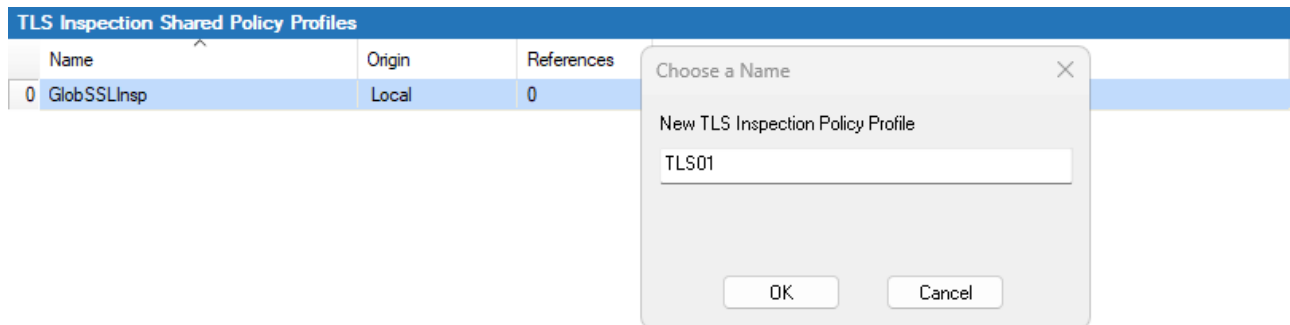 TLS Inspection Shared Policy Profiles
Name Origin References
0 GlobSSLInsp Local 0
Choose a Name
New TLS Inspection Policy Profile
TLS01
OK Cancel